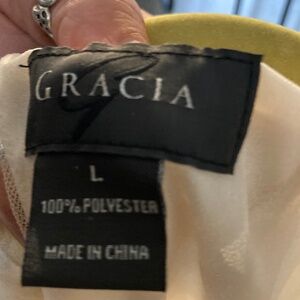 GRACIA
L
100% POLYESTER
MADE IN CHINA